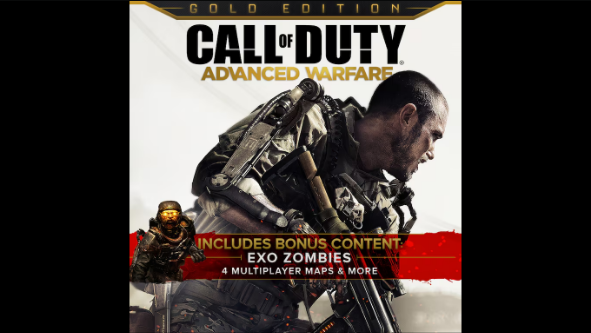 GOLD EDITION
CALL OF DUTY®
ADVANCED WARFARE
INCLUDES BONUS CONTENT:
EXO ZOMBIES
4 MULTIPLAYER MAPS & MORE